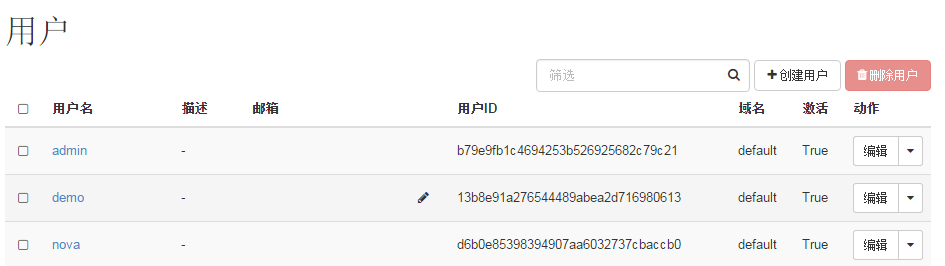 用户
筛选 创建用户 删除用户
用户名 描述 邮箱 用户ID 域名 激活 动作
admin - b79e9fb1c4694253b526925682c79c21 default True 编辑
demo - 13b8e91a276544489abea2d716980613 default True 编辑
nova - d6b0e85398394907aa6032737cbaccb0 default True 编辑